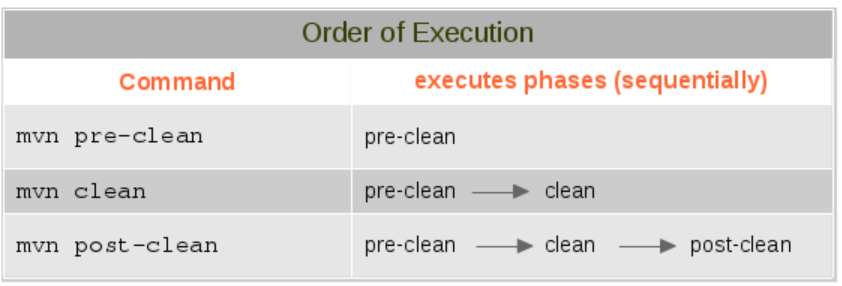 Order of Execution
Command executes phases (sequentially)
mvn pre-clean pre-clean
mvn clean pre-clean clean
mvn post-clean pre-clean clean post-clean